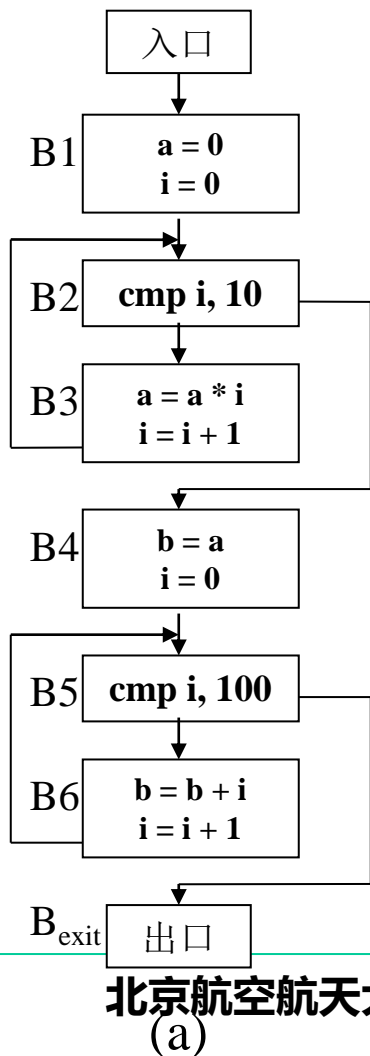 入口
B1
a = 0
i = 0
B2
cmp i, 10
B3
a = a * i
i = i + 1
B4
b = a
i = 0
B5
cmp i, 100
B6
b = b + i
i = i + 1
Bexit
出口
北京航空航天
(a)